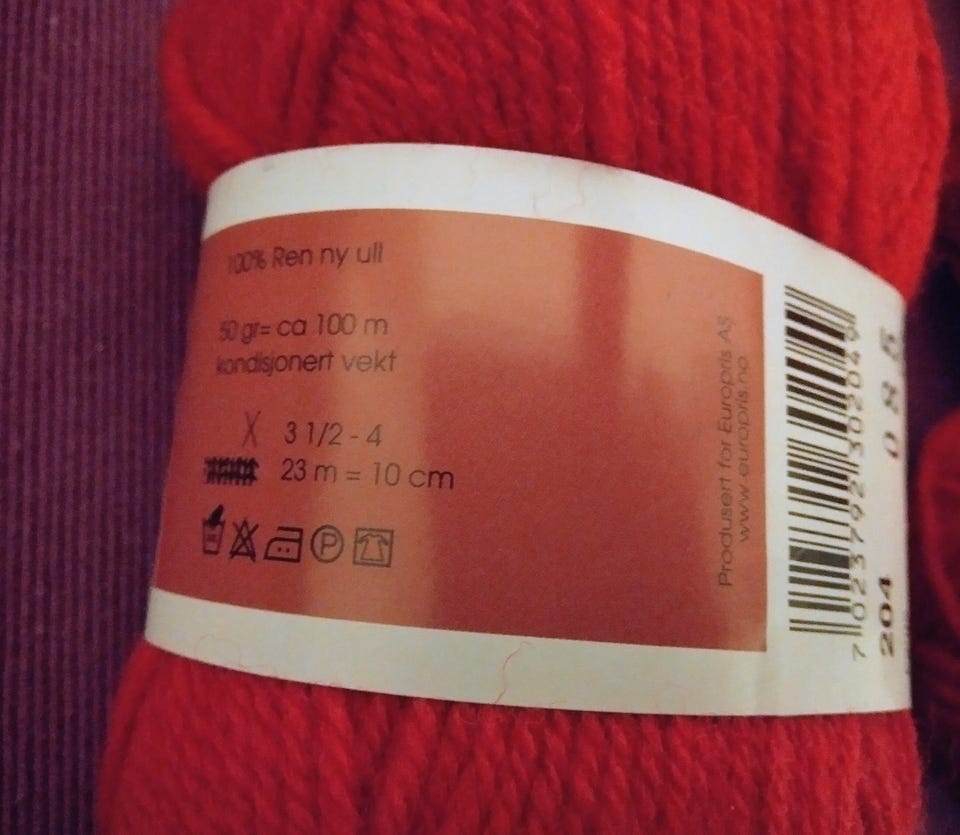 100% Ren ny ull
50 gr= ca 100 m
kondisjonert vekt
3 1/2 - 4
23 m = 10 cm
P
Produsert for Europris AS
www.europris.no
7 023792 302049
204
085